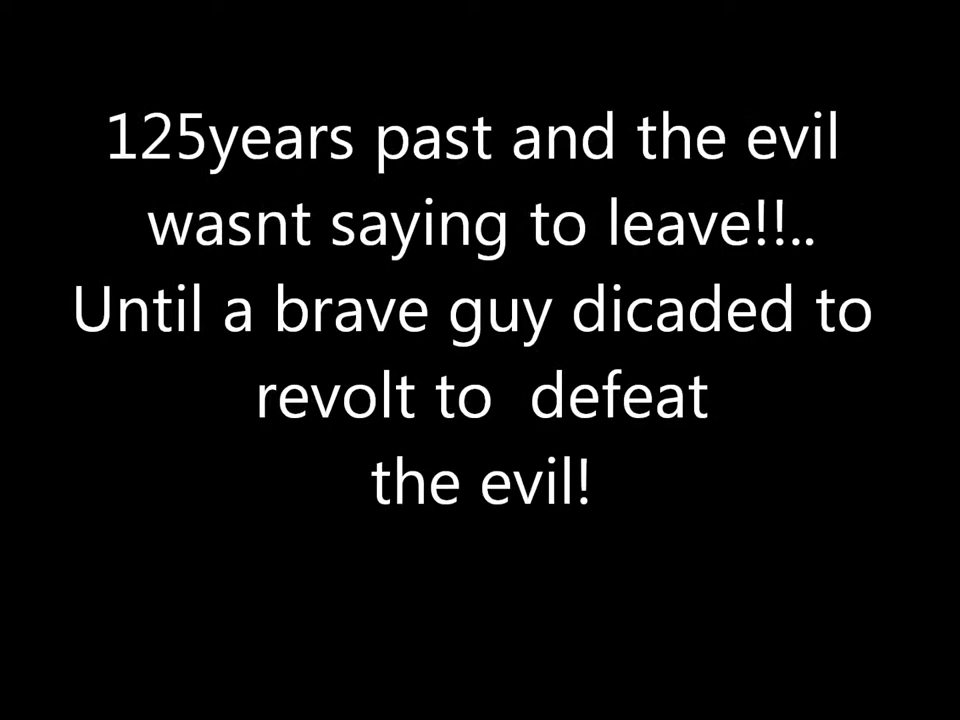 125years past and the evil
wasnt saying to leave!!..
Until a brave guy dicaded to
revolt to  defeat
the evil!